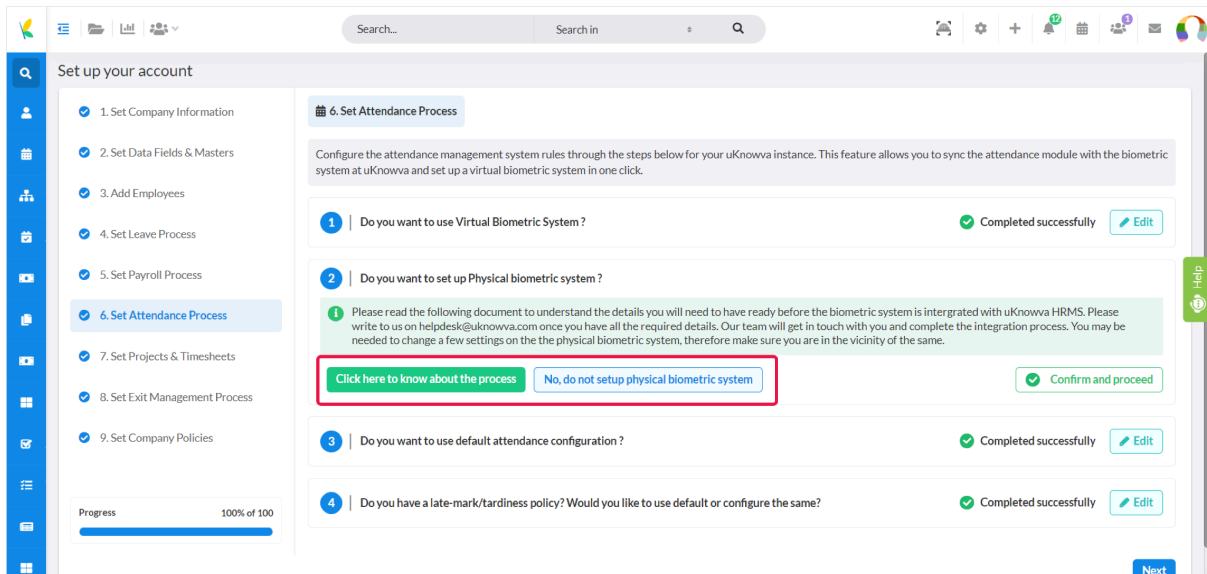 Search...
Search in
12
1
Set up your account
1. Set Company Information
2. Set Data Fields & Masters
3. Add Employees
4. Set Leave Process
5. Set Payroll Process
6. Set Attendance Process
7. Set Projects & Timesheets
8. Set Exit Management Process
9. Set Company Policies
Progress 100% of 100
6. Set Attendance Process
Configure the attendance management system rules through the steps below for your uKnowva instance. This feature allows you to sync the attendance module with the biometric
system at uKnowva and set up a virtual biometric system in one click.
1 Do you want to use Virtual Biometric System ? Completed successfully Edit
2 Do you want to set up Physical biometric system ?
Please read the following document to understand the details you will need to have ready before the biometric system is intergrated with uKnowva HRMS. Please
write to us on helpdesk@uknowva.com once you have all the required details. Our team will get in touch with you and complete the integration process. You may be
needed to change a few settings on the the physical biometric system, therefore make sure you are in the vicinity of the same.
Click here to know about the process No, do not setup physical biometric system Confirm and proceed
3 Do you want to use default attendance configuration ? Completed successfully Edit
4 Do you have a late-mark/tardiness policy? Would you like to use default or configure the same? Completed successfully Edit
Next
Help